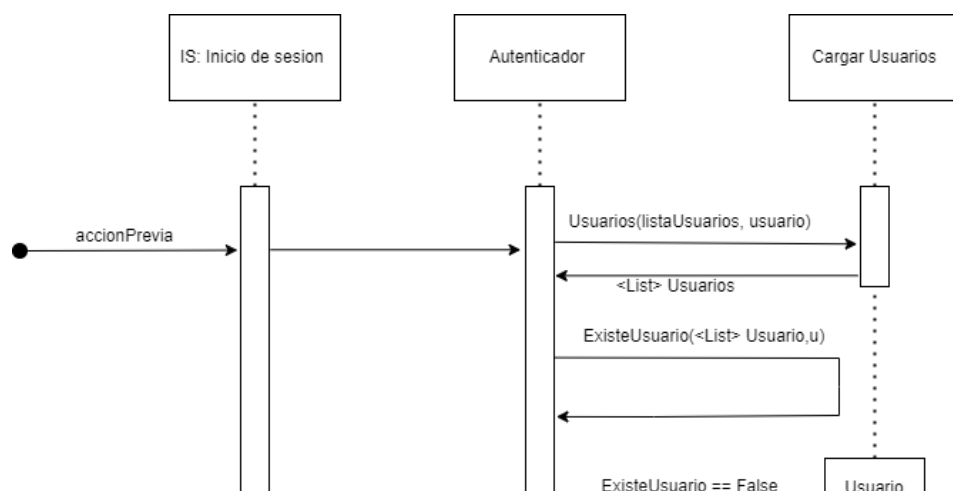 IS: Inicio de sesion
Autenticador
Cargar Usuarios
accionPrevia
Usuarios(listaUsuarios, usuario)
<List> Usuarios
ExisteUsuario(<List> Usuario,u)
ExisteUsuario == False
Usuario